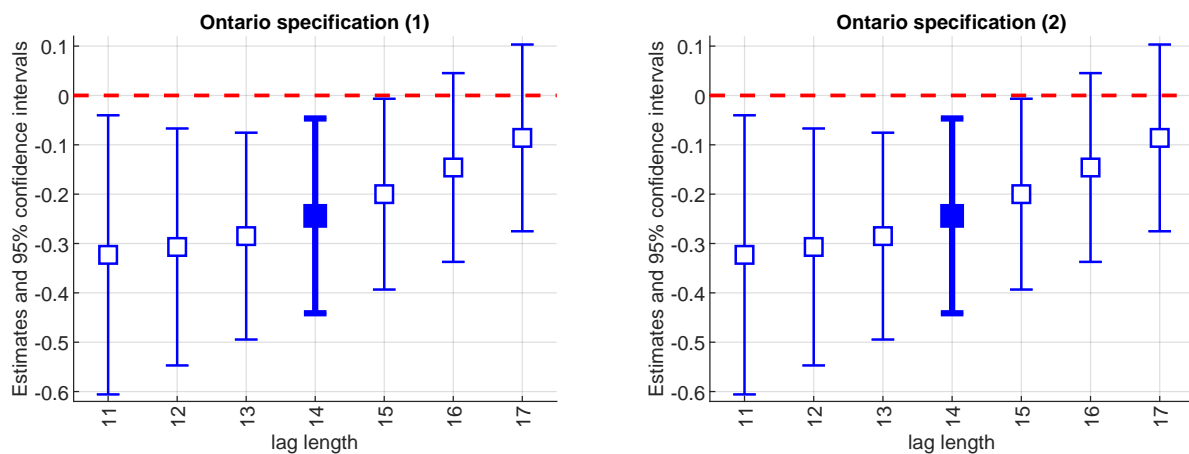 Ontario specification (1)
Estimates and 95% confidence intervals
0.1
0
-0.1
-0.2
-0.3
-0.4
-0.5
-0.6
11 12 13 14 15 16 17
lag length
Ontario specification (2)
Estimates and 95% confidence intervals
0.1
0
-0.1
-0.2
-0.3
-0.4
-0.5
-0.6
11 12 13 14 15 16 17
lag length